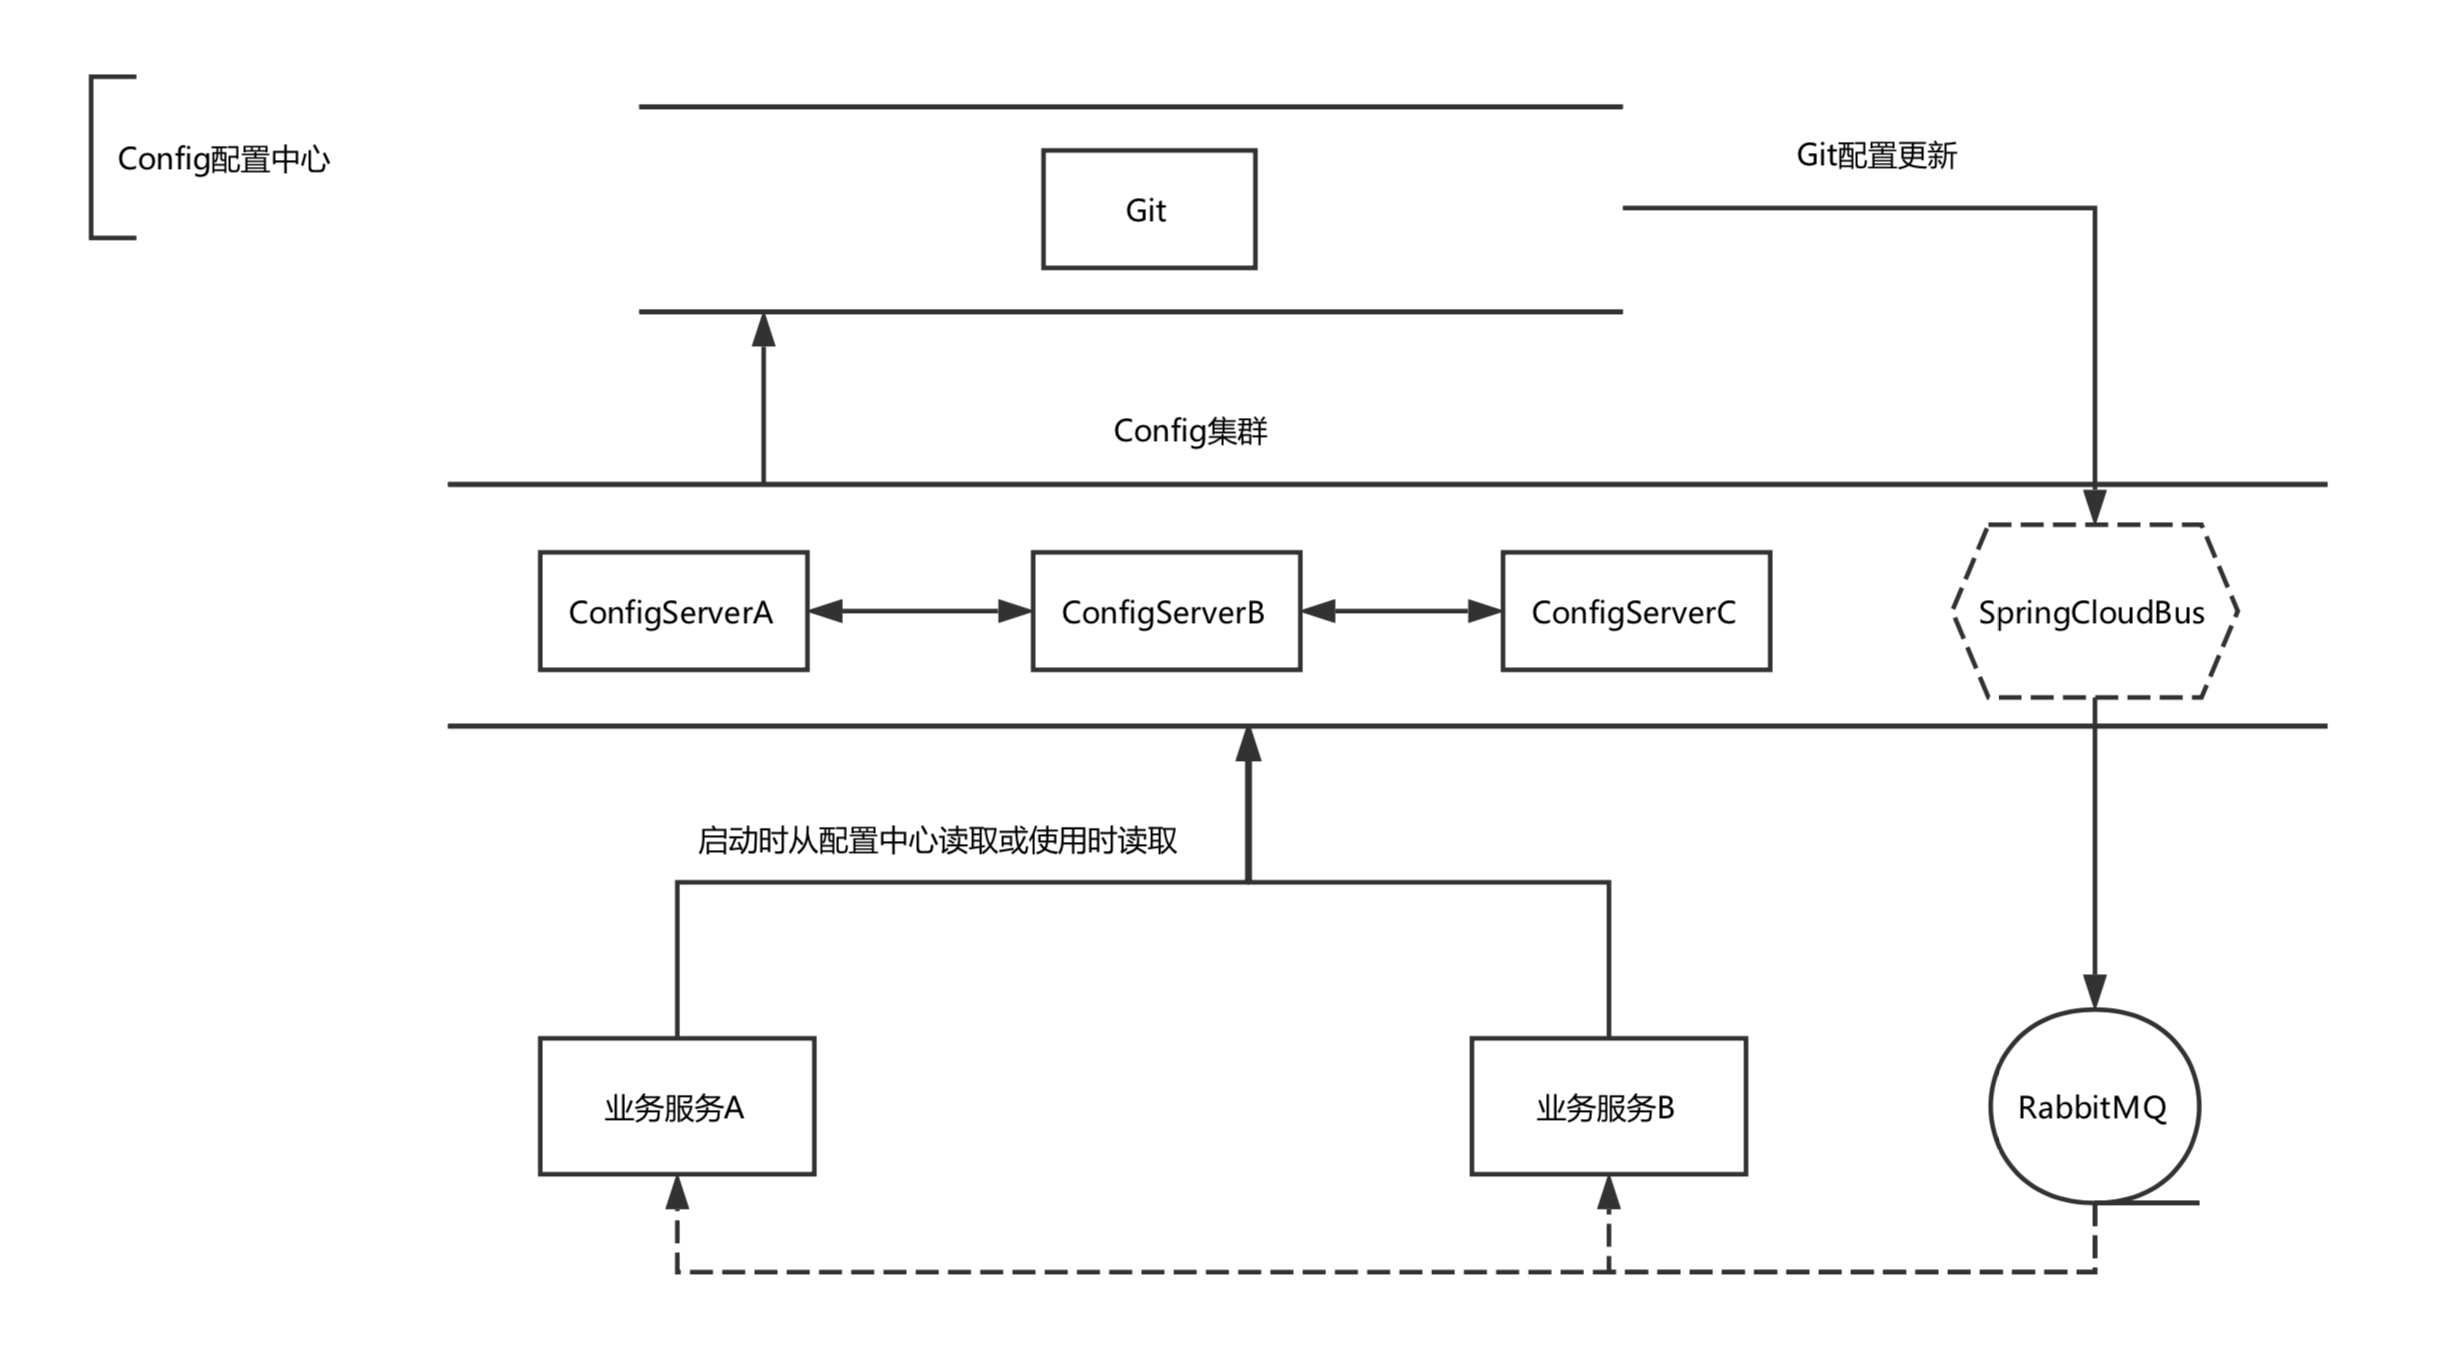 Config配置中心
Git配置更新
Git
Config集群
ConfigServerA
ConfigServerB
ConfigServerC
SpringCloudBus
启动时从配置中心读取或使用时读取
业务服务A
业务服务B
RabbitMQ